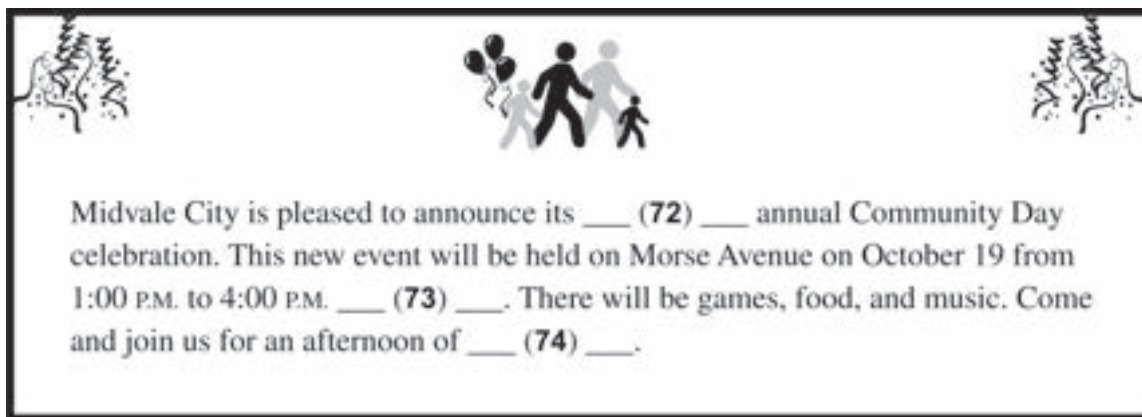 Midvale City is pleased to announce its ___ (72) ___ annual Community Day
celebration. This new event will be held on Morse Avenue on October 19 from
1:00 P.M. to 4:00 P.M. ___ (73) ___. There will be games, food, and music. Come
and join us for an afternoon of ___ (74) ___.